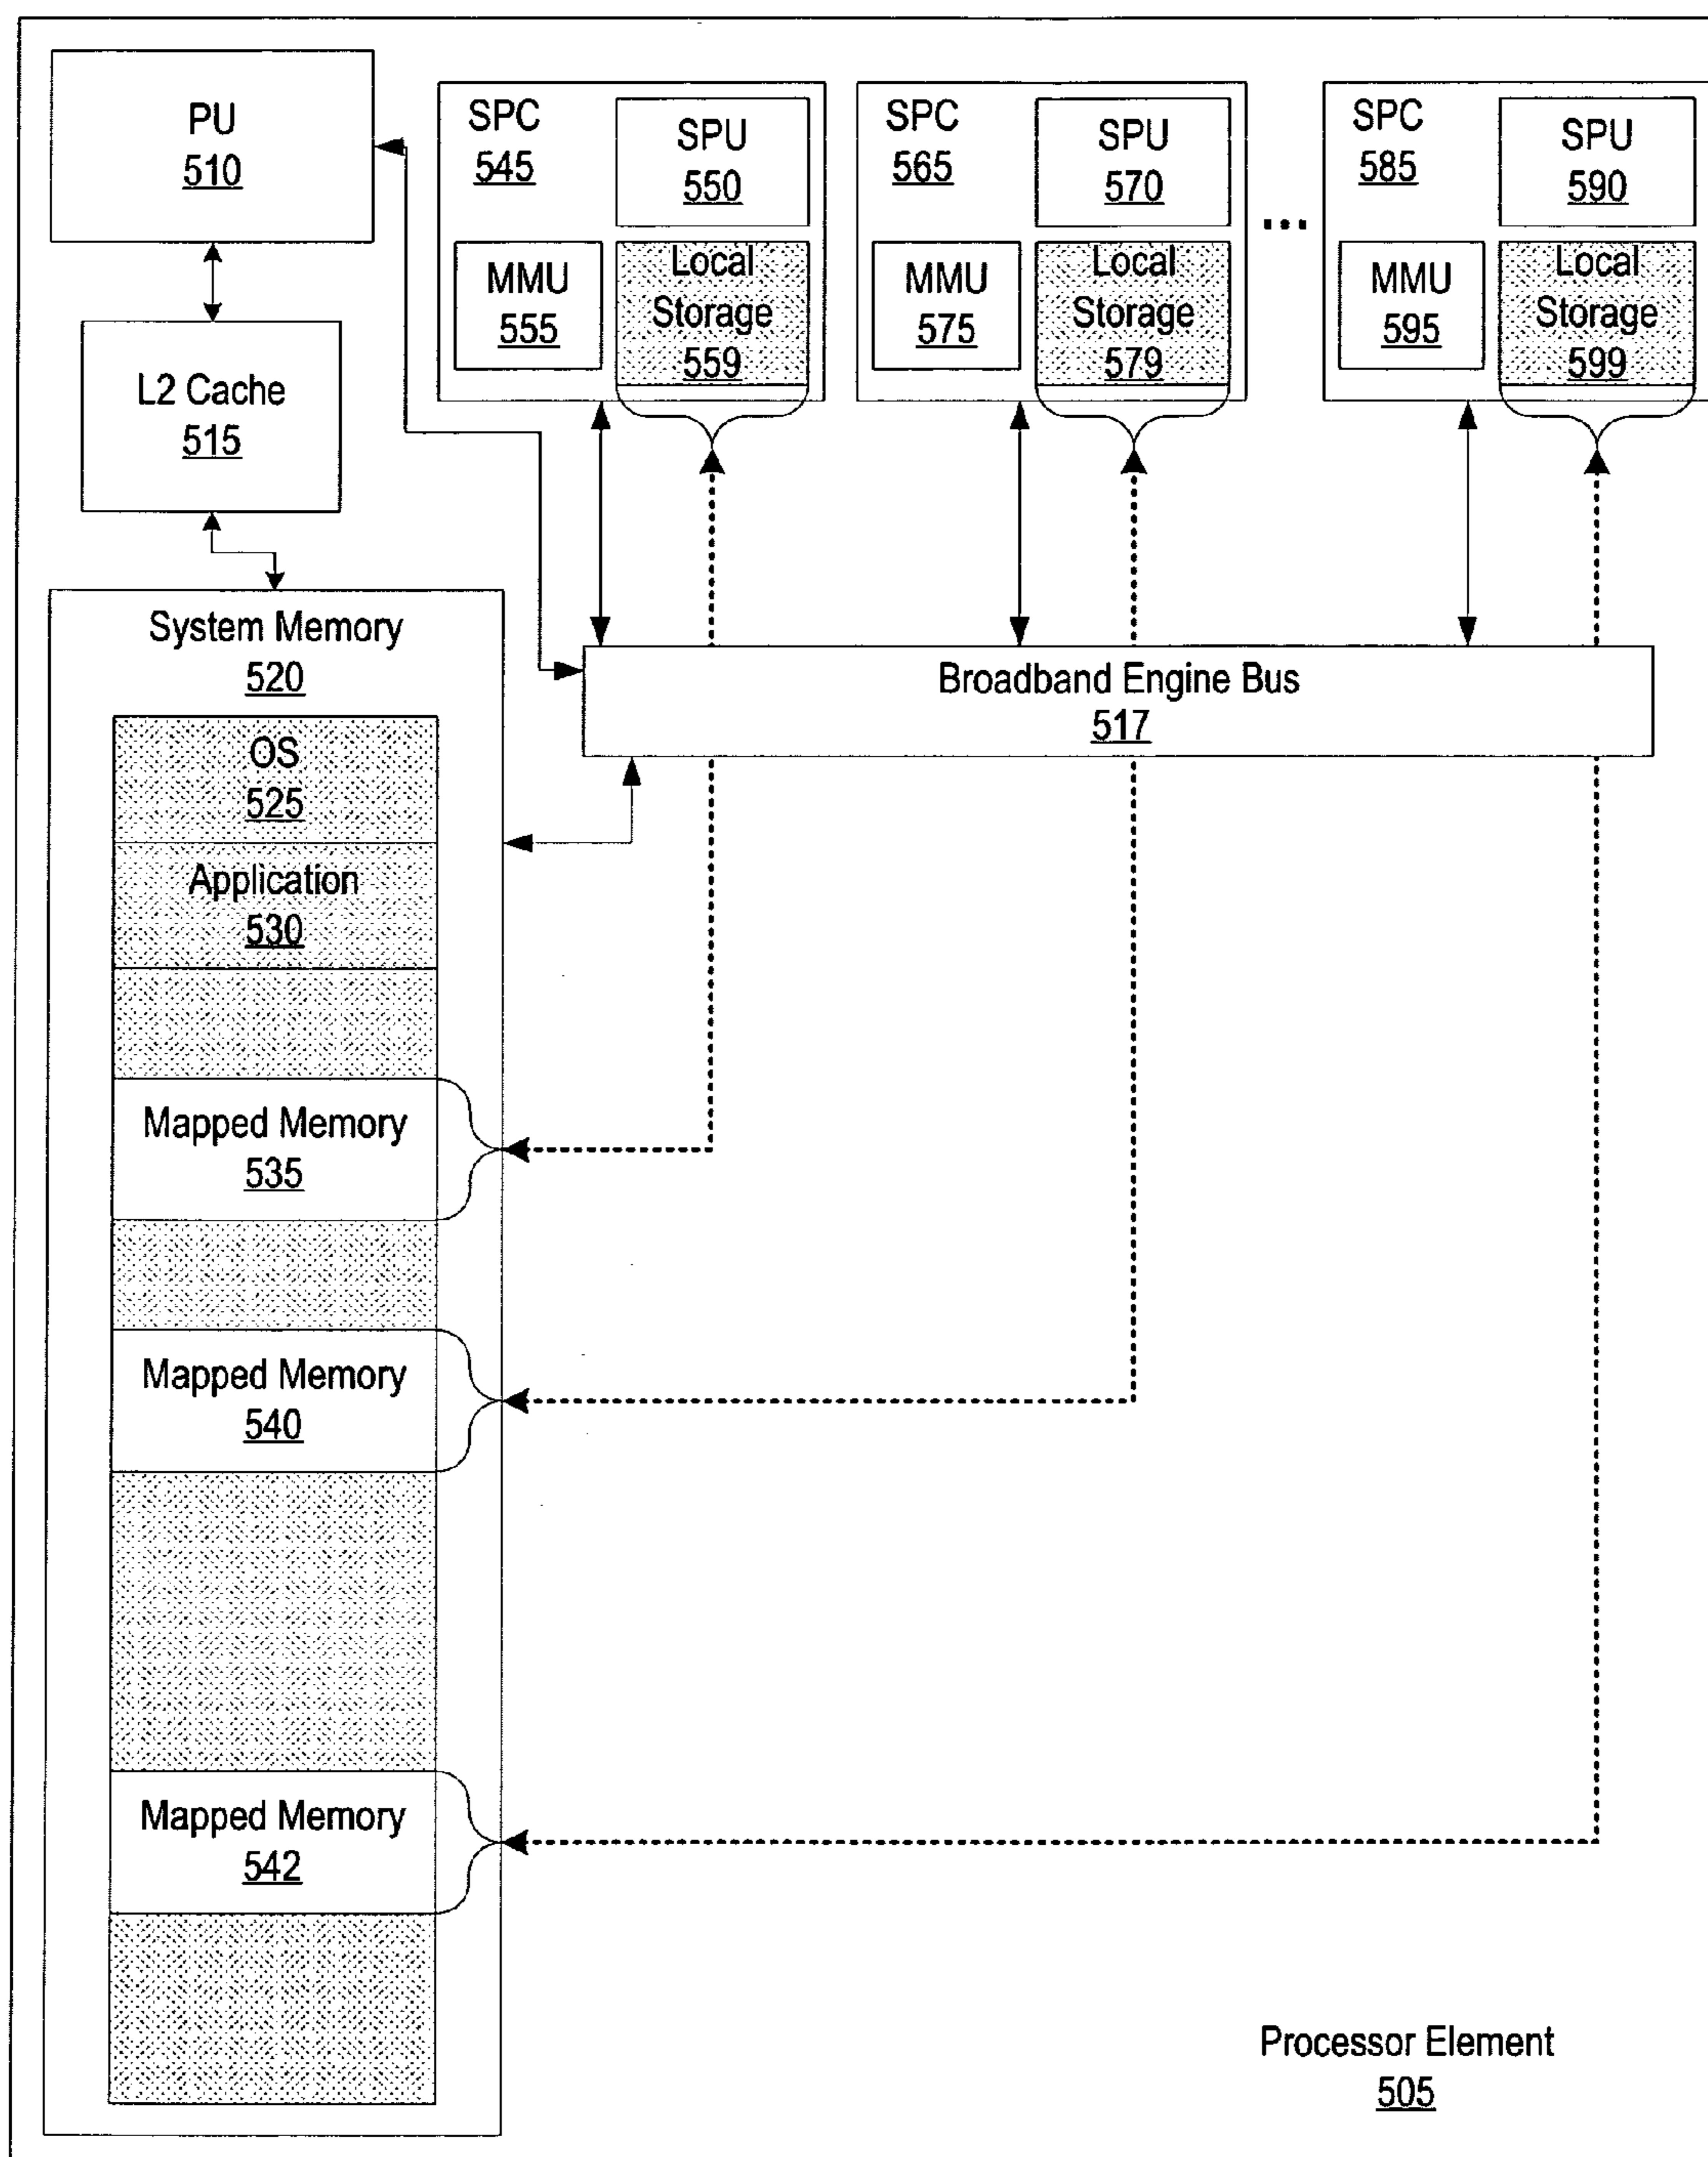 PU
510
L2 Cache
515
SPC
545
SPU
550
MMU
555
Local
Storage
559
SPC
565
SPU
570
MMU
575
Local
Storage
579
...
SPC
585
SPU
590
MMU
595
Local
Storage
599
Broadband Engine Bus
517
System Memory
520
OS
525
Application
530
Mapped Memory
535
Mapped Memory
540
Mapped Memory
542
Processor Element
505